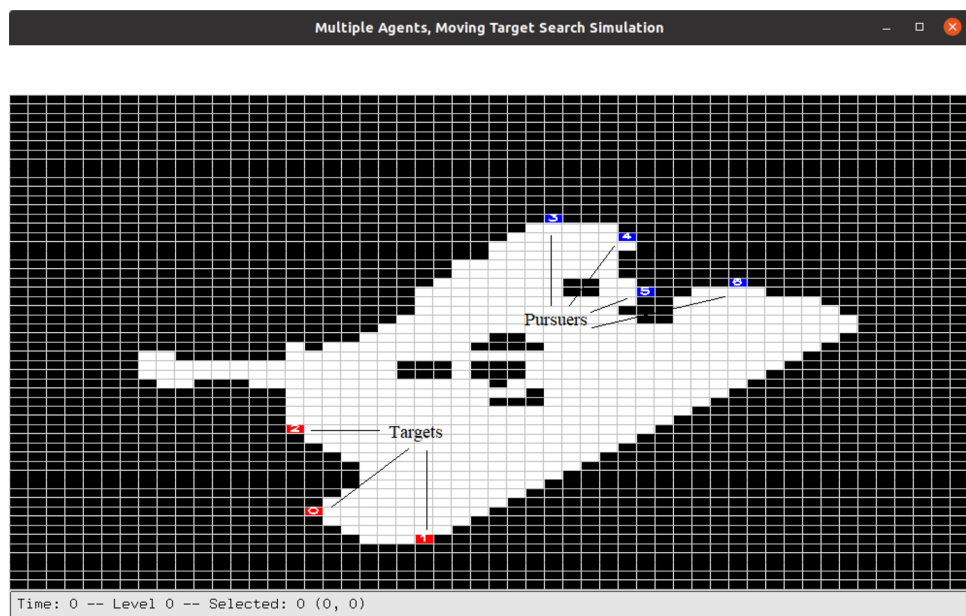 Multiple Agents, Moving Target Search Simulation
3
4
5
6
Pursuers
2
Targets
0
1
Time: 0 -- Level 0 -- Selected: 0 (0, 0)